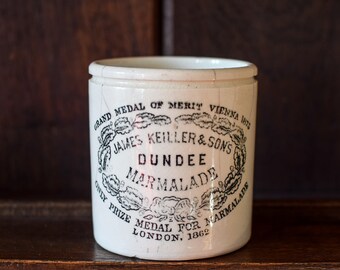 GRAND MEDAL OF MERIT VIENNA 1873
JAMES KEILLER & SONS
DUNDEE
MARMALADE
ONLY PRIZE MEDAL FOR MARMALADE
LONDON, 1862